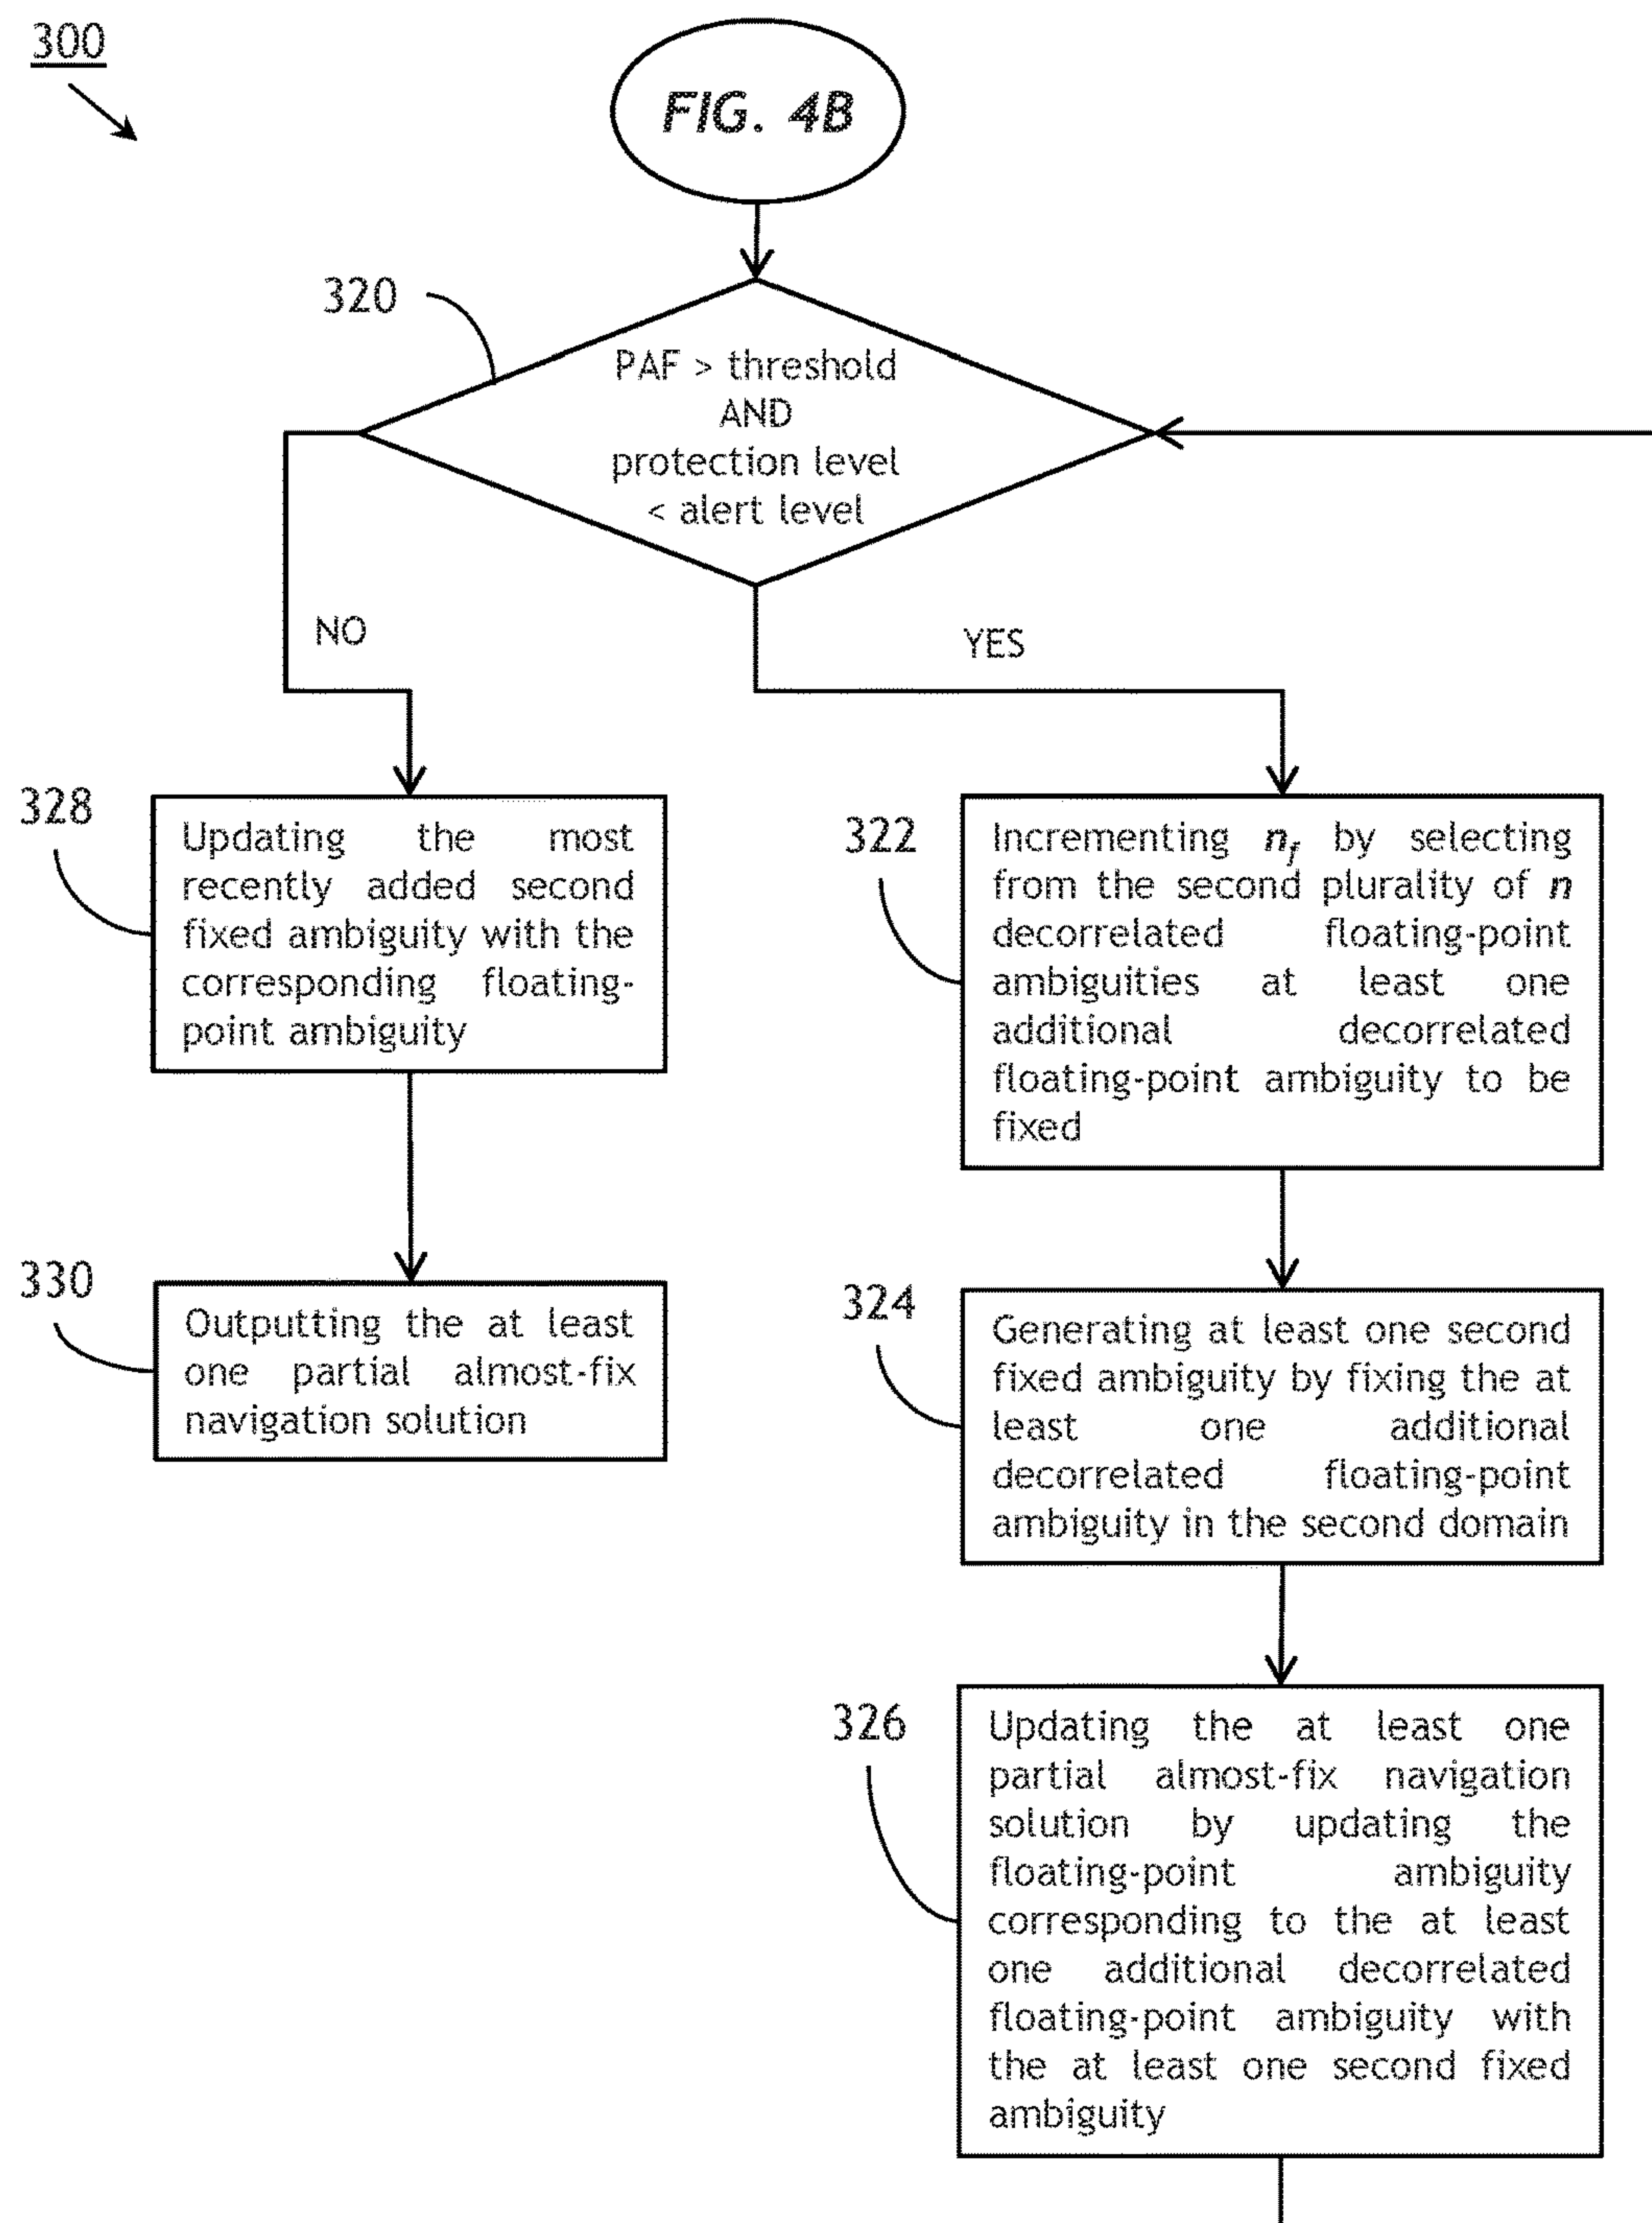 300
FIG. 4B
320
PAF > threshold
AND
protection level
< alert level
NO
YES
328
Updating the most
recently added second
fixed ambiguity with the
corresponding floating-
point ambiguity
322
Incrementing n_f by selecting
from the second plurality of n
decorrelated floating-point
ambiguities at least one
additional decorrelated
floating-point ambiguity to be
fixed
330
Outputting the at least
one partial almost-fix
navigation solution
324
Generating at least one second
fixed ambiguity by fixing the at
least one additional
decorrelated floating-point
ambiguity in the second domain
326
Updating the at least one
partial almost-fix navigation
solution by updating the
floating-point ambiguity
corresponding to the at least
one additional decorrelated
floating-point ambiguity with
the at least one second fixed
ambiguity